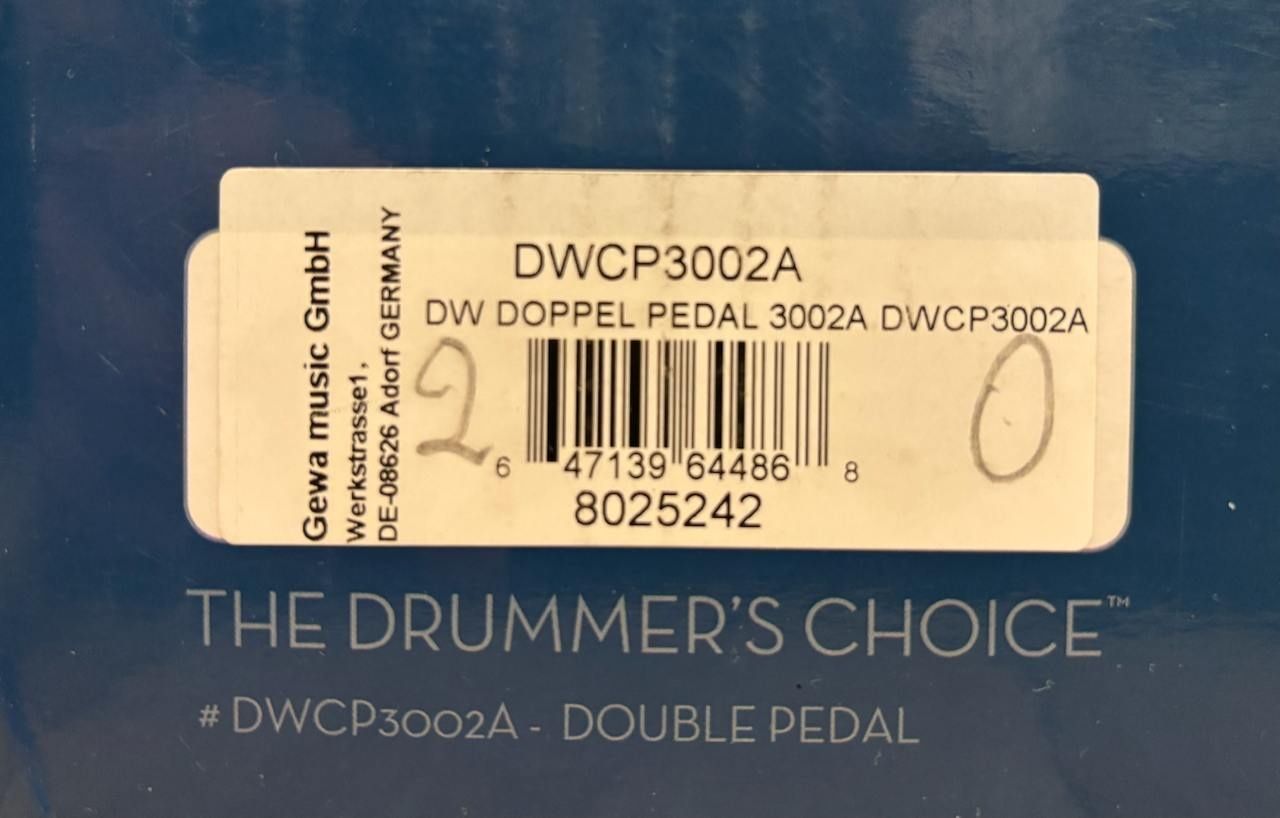 Gewa music GmbH
Werkstrasse1,
DE-08626 Adorf GERMANY
DWCP3002A
DW DOPPEL PEDAL 3002A DWCP3002A
2 0
6 47139 64486 8
8025242
THE DRUMMER'S CHOICE™
# DWCP3002A - DOUBLE PEDAL